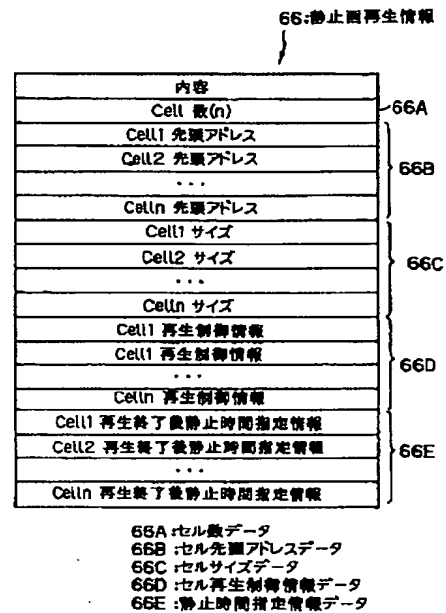 66:静止画再生情報
内容
Cell 数(n)
66A
Cell1 先頭アドレス
Cell2 先頭アドレス
・・・
Celln 先頭アドレス
66B
Cell1 サイズ
Cell2 サイズ
・・・
Celln サイズ
66C
Cell1 再生制御情報
Cell1 再生制御情報
・・・
Celln 再生制御情報
66D
Cell1 再生終了後静止時間指定情報
Cell2 再生終了後静止時間指定情報
・・・
Celln 再生終了後静止時間指定情報
66E
66A:セル数データ
66B:セル先頭アドレスデータ
66C:セルサイズデータ
66D:セル再生制御情報データ
66E:静止時間指定情報データ